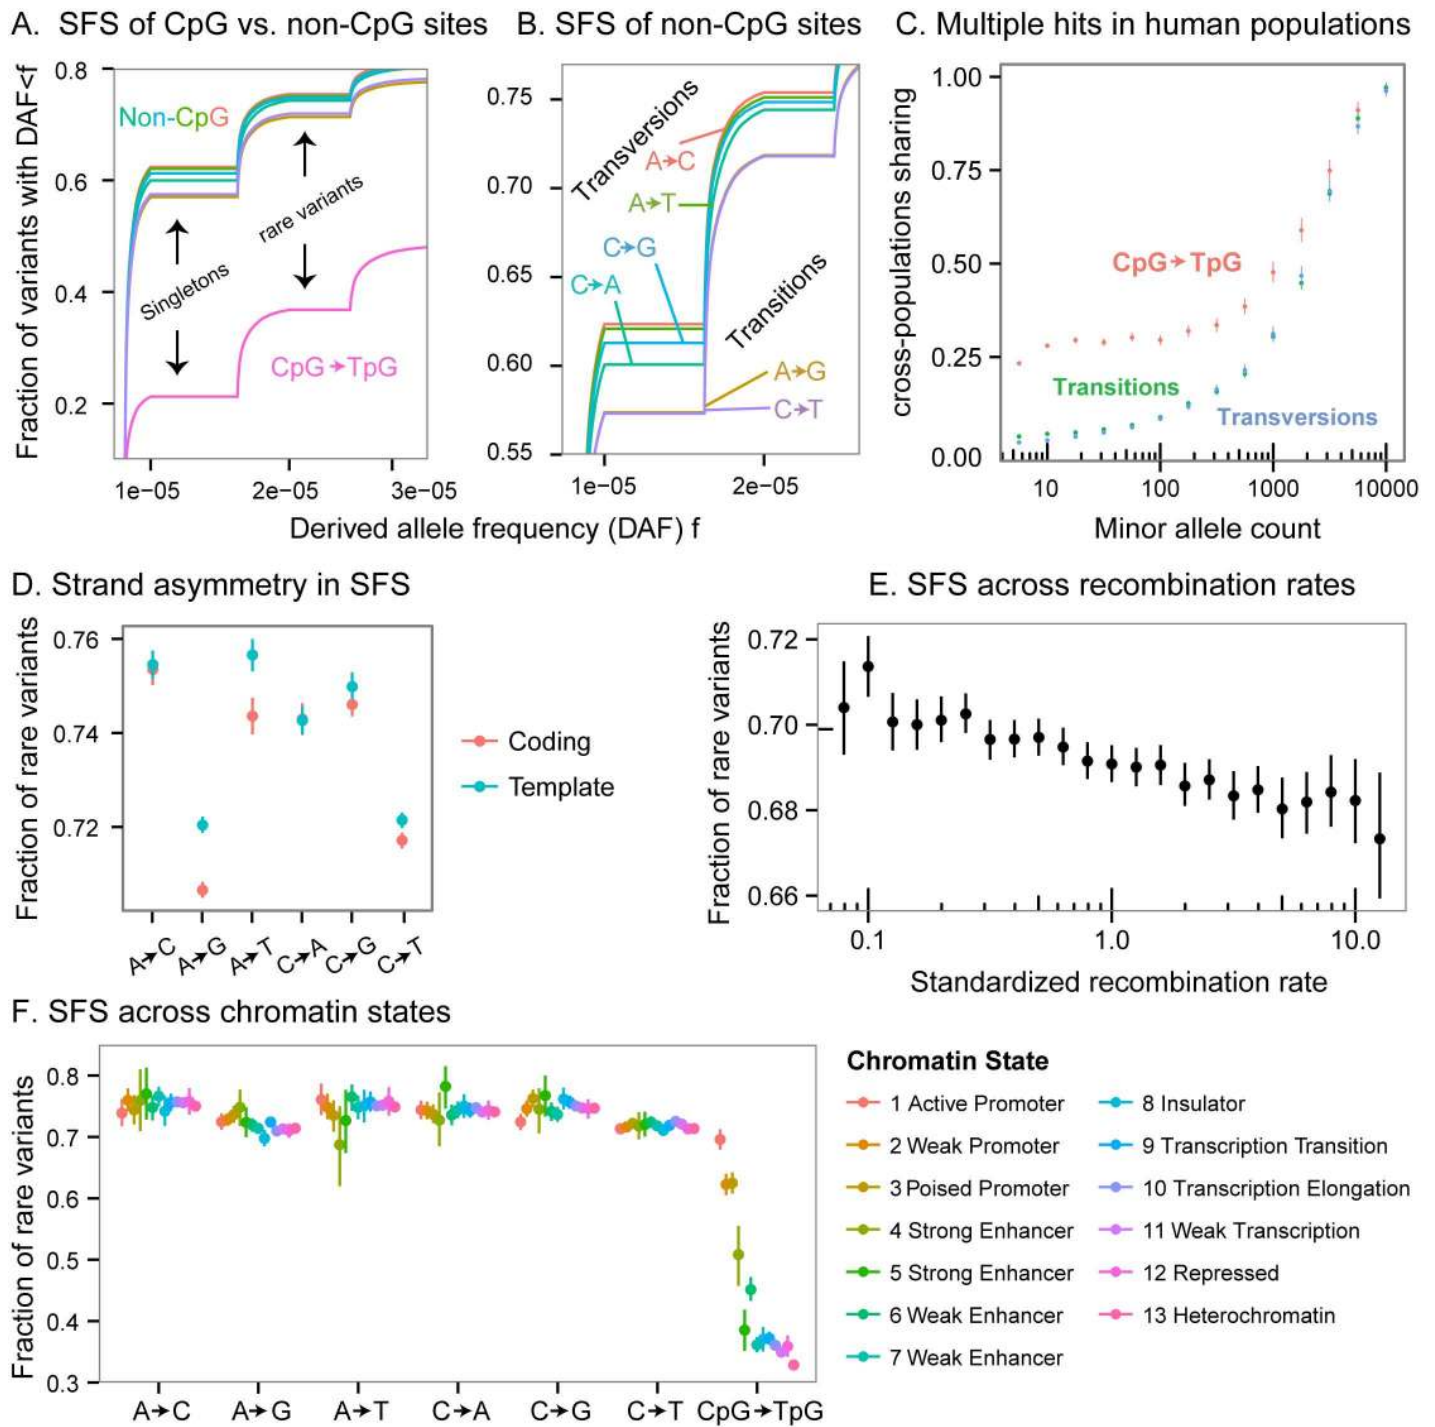 A. SFS of CpG vs. non-CpG sites
Fraction of variants with DAF<f
0.8
0.6
0.4
0.2
Non-CpG
Singletons
rare variants
CpG→TpG
1e−05
2e−05
3e−05
B. SFS of non-CpG sites
0.75
0.70
0.65
0.60
0.55
Transversions
A→C
A→T
C→G
C→A
Transitions
A→G
C→T
1e−05
2e−05
Derived allele frequency (DAF) f
C. Multiple hits in human populations
cross-populations sharing
1.00
0.75
0.50
0.25
0.00
CpG→TpG
Transitions
Transversions
10
100
1000
10000
Minor allele count
D. Strand asymmetry in SFS
Fraction of rare variants
0.76
0.74
0.72
A→C
A→G
A→T
C→A
C→G
C→T
Coding
Template
E. SFS across recombination rates
Fraction of rare variants
0.72
0.70
0.68
0.66
0.1
1.0
10.0
Standardized recombination rate
F. SFS across chromatin states
Fraction of rare variants
0.8
0.7
0.6
0.5
0.4
0.3
A→C
A→G
A→T
C→A
C→G
C→T
CpG→TpG
Chromatin State
1 Active Promoter
2 Weak Promoter
3 Poised Promoter
4 Strong Enhancer
5 Strong Enhancer
6 Weak Enhancer
7 Weak Enhancer
8 Insulator
9 Transcription Transition
10 Transcription Elongation
11 Weak Transcription
12 Repressed
13 Heterochromatin